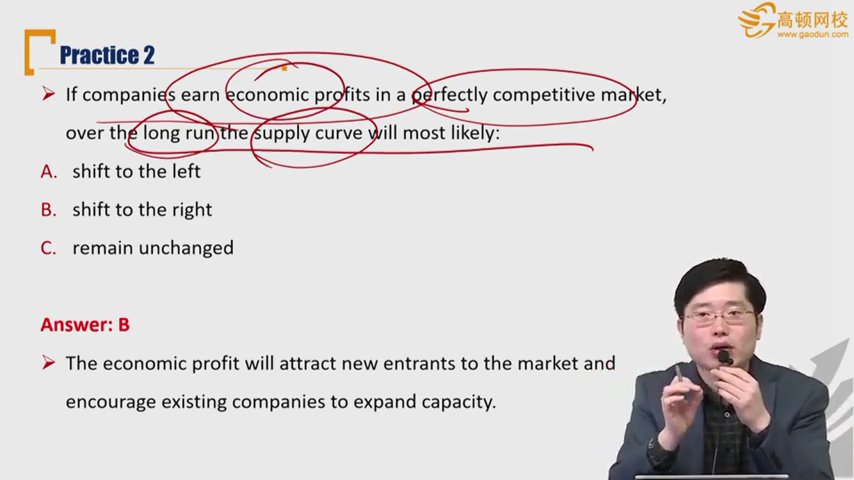 高顿网校
www.gaodun.com
Practice 2
If companies earn economic profits in a perfectly competitive market,
over the long run the supply curve will most likely:
A. shift to the left
B. shift to the right
C. remain unchanged
Answer: B
The economic profit will attract new entrants to the market and
encourage existing companies to expand capacity.